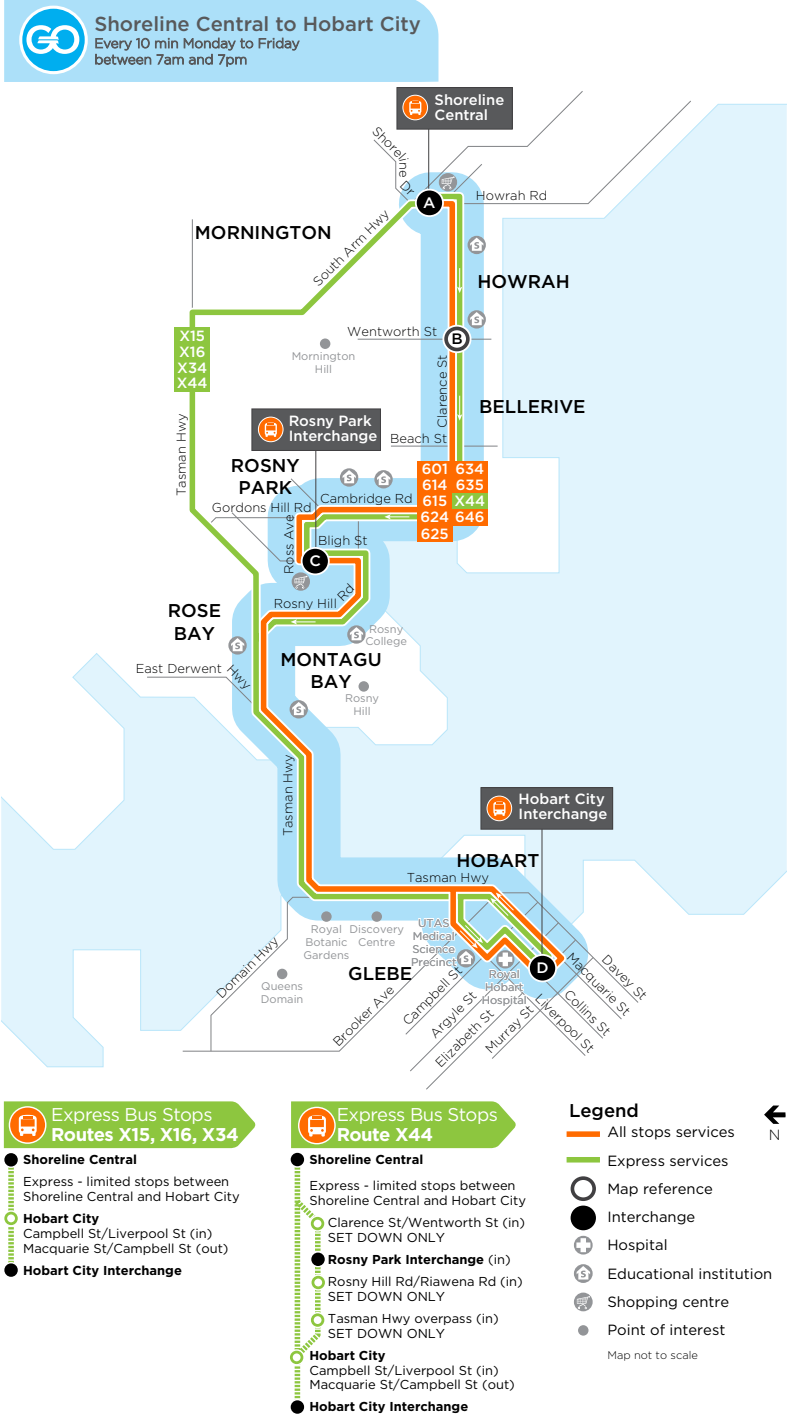 GO
Shoreline Central to Hobart City
Every 10 min Monday to Friday
between 7am and 7pm
Shoreline
Central
Shoreline Dr
A
Howrah Rd
MORNINGTON
South Arm Hwy
HOWRAH
X15
X16
X34
X44
Wentworth St
B
Mornington
Hill
Clarence St
BELLERIVE
Rosny Park
Interchange
Beach St
Tasman Hwy
ROSNY
PARK
601 634
614 635
615 X44
624 646
625
Cambridge Rd
Gordons Hill Rd
Ross Ave
Bligh St
C
Rosny Hill Rd
ROSE
BAY
Rosny
College
MONTAGU
BAY
East Derwent Hwy
Rosny
Hill
Tasman Hwy
Hobart City
Interchange
HOBART
Tasman Hwy
UTAS
Medical
Science
Precinct
Royal
Botanic
Gardens
Discovery
Centre
GLEBE
D
Royal
Hobart
Hospital
Queens
Domain
Domain Hwy
Brooker Ave
Campbell St
Argyle St
Elizabeth St
Murray St
Liverpool St
Collins St
Macquarie St
Davey St
Express Bus Stops
Routes X15, X16, X34
Shoreline Central
Express - limited stops between
Shoreline Central and Hobart City
Hobart City
Campbell St/Liverpool St (in)
Macquarie St/Campbell St (out)
Hobart City Interchange
Express Bus Stops
Route X44
Shoreline Central
Express - limited stops between
Shoreline Central and Hobart City
Clarence St/Wentworth St (in)
SET DOWN ONLY
Rosny Park Interchange (in)
Rosny Hill Rd/Riawena Rd (in)
SET DOWN ONLY
Tasman Hwy overpass (in)
SET DOWN ONLY
Hobart City
Campbell St/Liverpool St (in)
Macquarie St/Campbell St (out)
Hobart City Interchange
Legend
N
All stops services
Express services
Map reference
Interchange
Hospital
S Educational institution
Shopping centre
Point of interest
Map not to scale